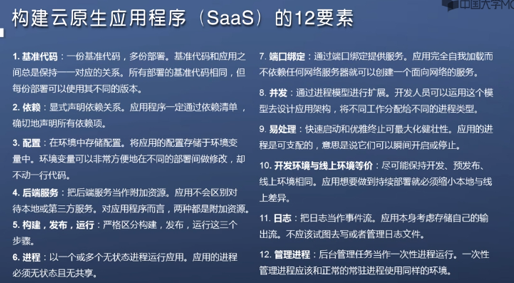 中国大学MOOC
构建云原生应用程序（SaaS）的12要素
1. 基准代码：一份基准代码，多份部署。基准代码和应用之
间总是保持一一对应的关系。所有部署的基准代码相同，但
每份部署可以使其不同的版本。
2. 依赖：显式声明依赖关系。应用程序一定通过依赖清单，
确切地声明所有依赖项。
3. 配置：在环境中存储配置。将应用的配置存储于环境变
量中。环境变量可以非常方便地在不同的部署间做修改，却
不动一行代码。
4. 后端服务：把后端服务当作附加资源。应用不会区别对
待本地或第三方服务。对应用程序而言，两种都是附加资源。
5. 构建，发布，运行：严格区分构建，发布，运行这三个
步骤。
6. 进程：以一个或多个无状态进程运行应用。应用的进程
必须无状态且无共享。
7. 端口绑定：通过端口绑定提供服务。应用完全自我加载而
不依赖任何网络服务器就可以创建一个面向网络的服务。
8. 并发：通过进程模型进行扩展。开发人员可以运用这个模
型去设计应用架构，将不同工作分配给不同的进程类型。
9. 易处理：快速启动和优雅终止可最大化健壮性。应用的进
程是可支配的，意思是说它们可以瞬间开启或停止。
10. 开发环境与线上环境等价：尽可能保持开发、预发布、
线上环境相同。应用想要做到持续部署就必须缩小本地与线
上差异。
11. 日志：把日志当作事件流。应用本身考虑存储自己的输
出流。不应该试图去写或者管理日志文件。
12. 管理进程：后台管理任务当作一次性进程运行。一次性
管理进程应该和正常的常驻进程使用同样的环境。